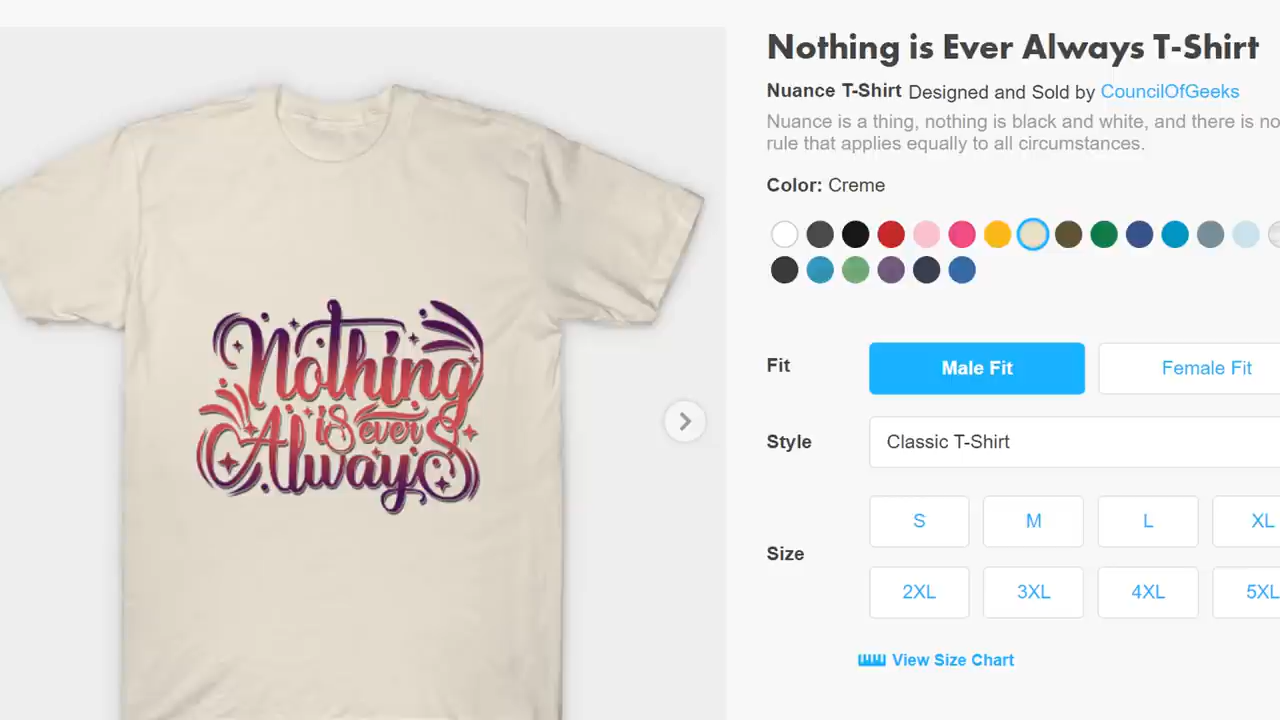 Nothing
is ever
Always
Nothing is Ever Always T-Shirt
Nuance T-Shirt Designed and Sold by CouncilOfGeeks
Nuance is a thing, nothing is black and white, and there is no
rule that applies equally to all circumstances.
Color: Creme
Fit
Male Fit
Female Fit
Style
Classic T-Shirt
Size
S
M
L
XL
2XL
3XL
4XL
5XL
View Size Chart